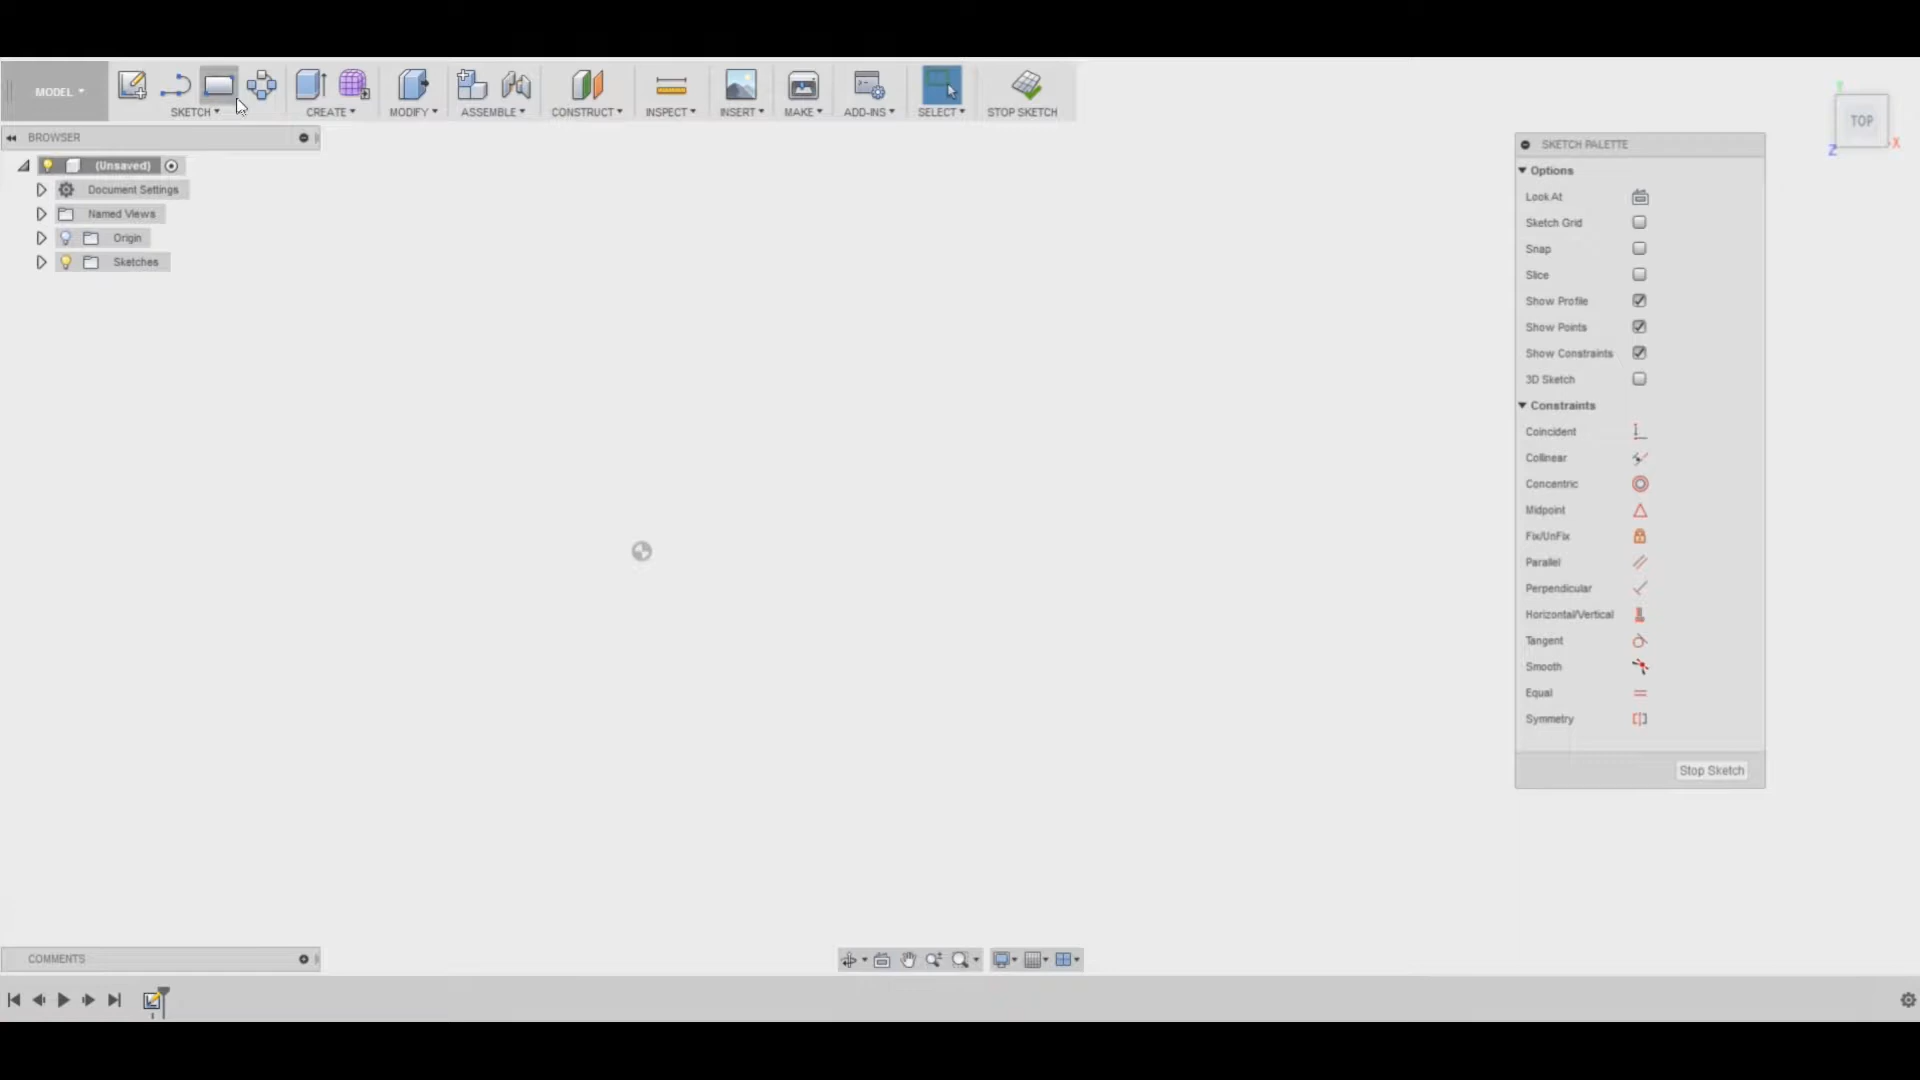 MODEL
SKETCH
CREATE
MODIFY
ASSEMBLE
CONSTRUCT
INSPECT
INSERT
MAKE
ADD-INS
SELECT
STOP SKETCH
BROWSER
(Unsaved)
Document Settings
Named Views
Origin
Sketches
TOP
X
Z
SKETCH PALETTE
Options
Look At
Sketch Grid
Snap
Slice
Show Profile
Show Points
Show Constraints
3D Sketch
Constraints
Coincident
Collinear
Concentric
Midpoint
Fix/UnFix
Parallel
Perpendicular
Horizontal/Vertical
Tangent
Smooth
Equal
Symmetry
Stop Sketch
COMMENTS